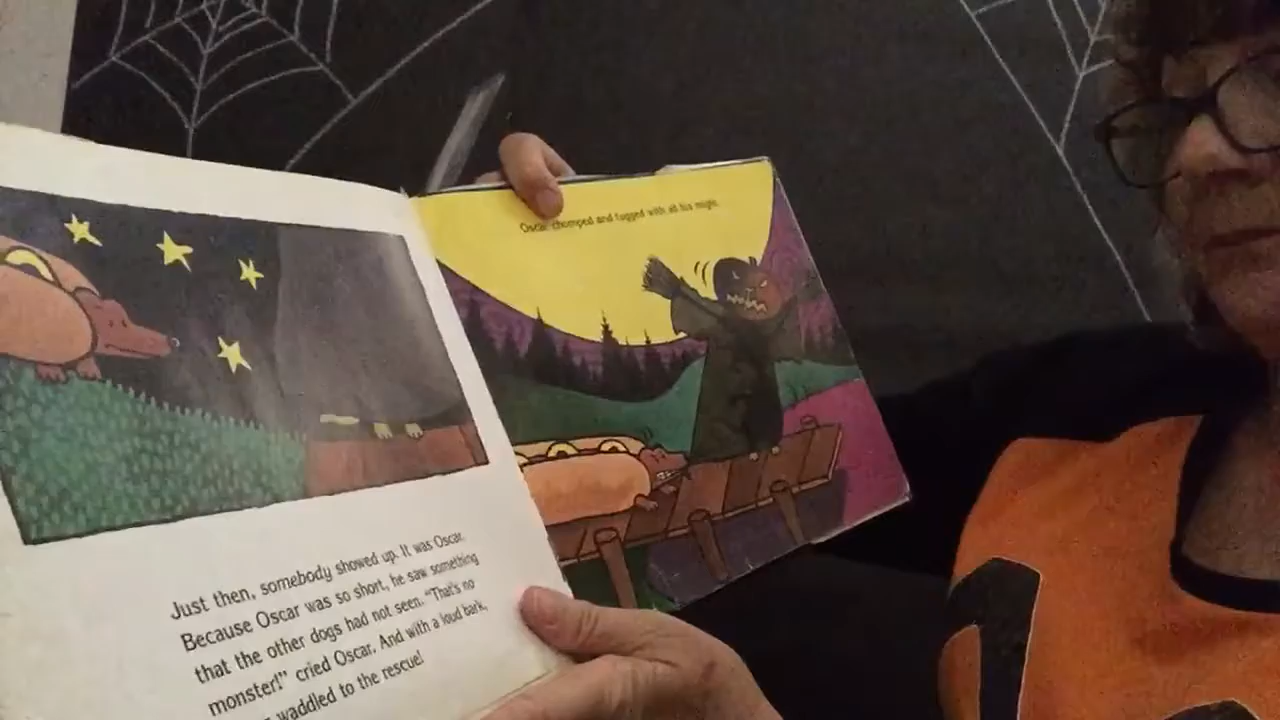 Just then, somebody showed up. It was Oscar.
Because Oscar was so short, he saw something
that the other dogs had not seen. "That's no
monster!" cried Oscar. And with a loud bark,
waddled to the rescue!
Oscar chomped and tugged with all his might.